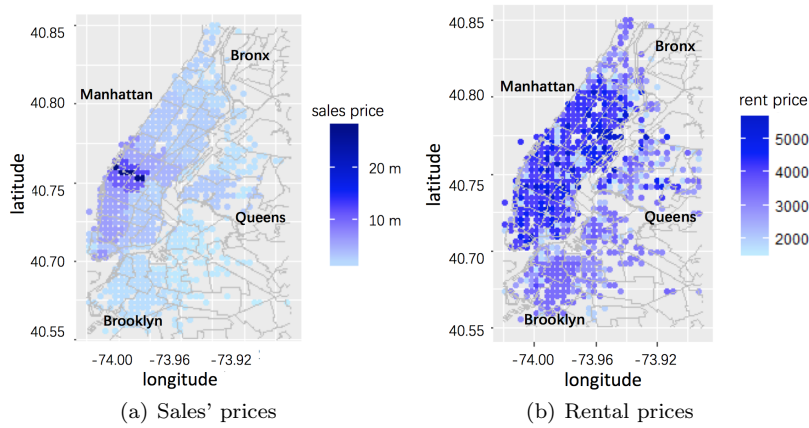 40.85
40.80
40.75
40.70
40.55
latitude
Bronx
Manhattan
Queens
Brooklyn
-74.00 -73.96 -73.92
longitude
sales price
20 m
10 m
(a) Sales' prices
40.85
40.80
40.75
40.70
40.55
latitude
Bronx
Manhattan
Queens
Brooklyn
-74.00 -73.96 -73.92
longitude
rent price
5000
4000
3000
2000
(b) Rental prices